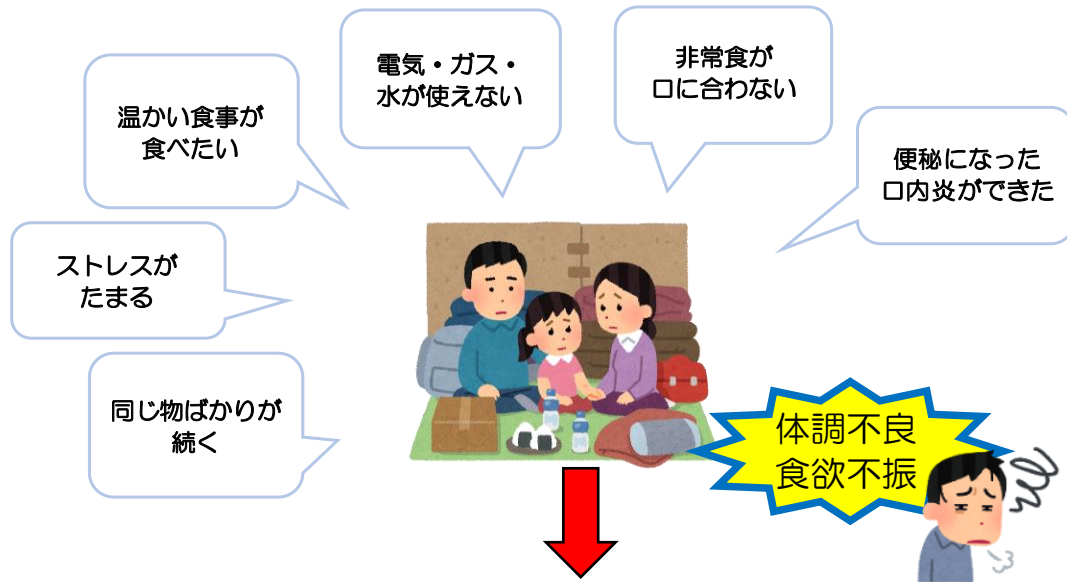 電気・ガス・
水が使えない
非常食が
口に合わない
温かい食事が
食べたい
便秘になった
口内炎ができた
ストレスが
たまる
同じ物ばかりが
続く
体調不良
食欲不振